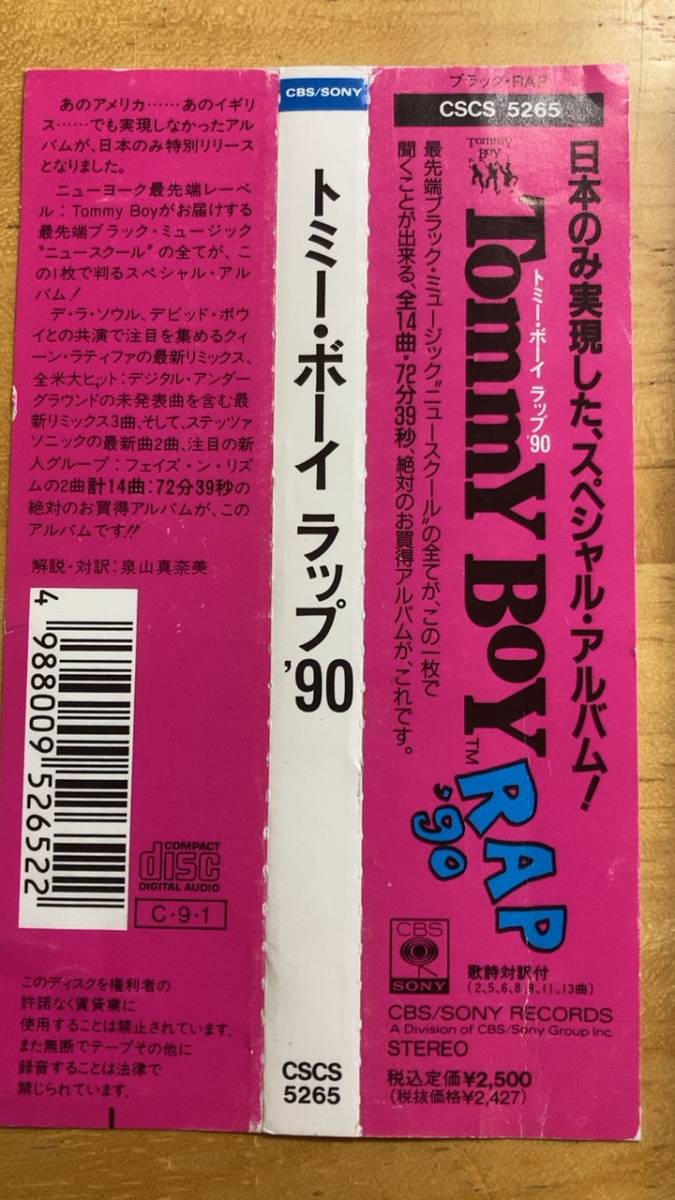 あのアメリカ……あのイギリ
ス……でも実現しなかったアル
バムが、日本のみ特別リリース
となりました。
ニューヨーク最先端レーベ
ル：Tommy Boyがお届けする
最先端ブラック・ミュージック
"ニュースクール"の全てが、こ
の1枚で判るスペシャル・アル
バム！
デ・ラ・ソウル、デビッド・ボウ
イとの共演で注目を集めるクィ
ーン・ラティファの最新リミックス、
全米大ヒット：デジタル・アンダー
グラウンドの未発表曲を含む最
新リミックス3曲、そして、ステッツァ
ソニックの最新曲2曲、注目の新
人グループ：フェイズ・ン・リズ
ムの2曲計14曲：72分39秒の
絶対のお買得アルバムが、この
アルバムです!!
解説・対訳：泉山真奈美
4 988009 526522
COMPACT
disc
DIGITAL AUDIO
C・9・1
このディスクを権利者の
許諾なく賃貸業に
使用することは禁止されています。
また無断でテープその他に
録音することは法律で
禁じられています。
CBS/SONY
トミー・ボーイ ラップ '90
CSCS
5265
ブラック・RAP
CSCS 5265
日本のみ実現した、スペシャル・アルバム！
Tommy
Boy
トミー・ボーイ ラップ '90
Tommy Boy™
RAP
'90
最先端ブラック・ミュージック"ニュースクール"の全てが、この一枚で
聞くことが出来る、全14曲・72分39秒、絶対のお買得アルバムが、これです。
CBS
SONY
歌詩対訳付
(2、5、6、8、9、11、13曲)
CBS/SONY RECORDS
A Division of CBS/Sony Group Inc.
STEREO
税込定価¥2,500
(税抜価格¥2,427)